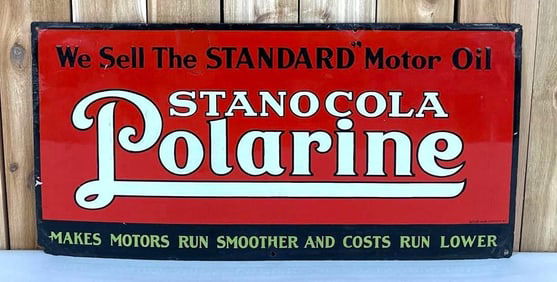 We Sell The STANDARD" Motor Oil
STANOCOLA
Polarine
MAKES MOTORS RUN SMOOTHER AND COSTS RUN LOWER